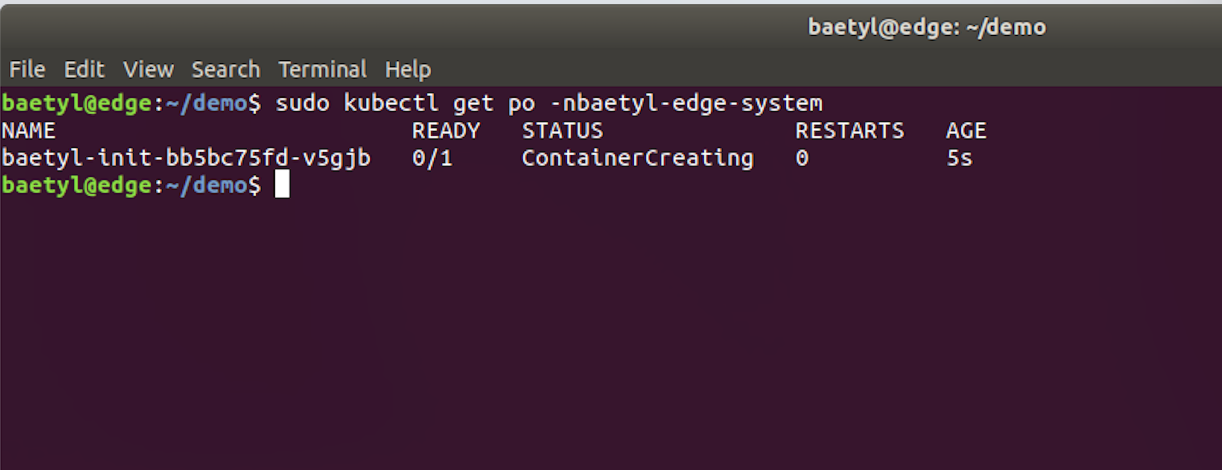 baetyl@edge: ~/demo
File Edit View Search Terminal Help
baetyl@edge:~/demo$ sudo kubectl get po -nbaetyl-edge-system
NAME READY STATUS RESTARTS AGE
baetyl-init-bb5bc75fd-v5gjb 0/1 ContainerCreating 0 5s
baetyl@edge:~/demo$